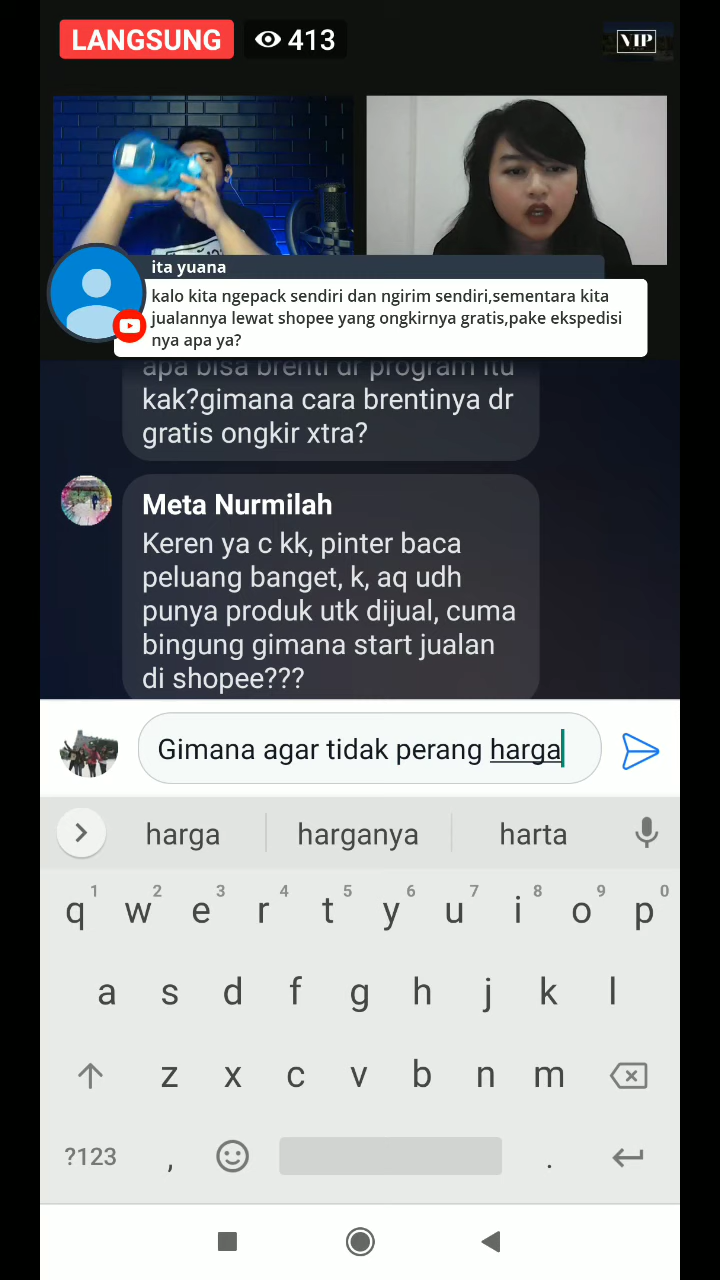 LANGSUNG
413
VIP
ita yuana
kalo kita ngepack sendiri dan ngirim sendiri,sementara kita
jualannya lewat shopee yang ongkirnya gratis,pake ekspedisi
nya apa ya?
apa bisa brenti dr program itu
kak?gimana cara brentinya dr
gratis ongkir xtra?
Meta Nurmilah
Keren ya c kk, pinter baca
peluang banget, k, aq udh
punya produk utk dijual, cuma
bingung gimana start jualan
di shopee???
Gimana agar tidak perang harga
harga harganya harta
1 2 3 4 5 6 7 8 9 0
q w e r t y u i o p
a s d f g h j k l
z x c v b n m
?123 , .